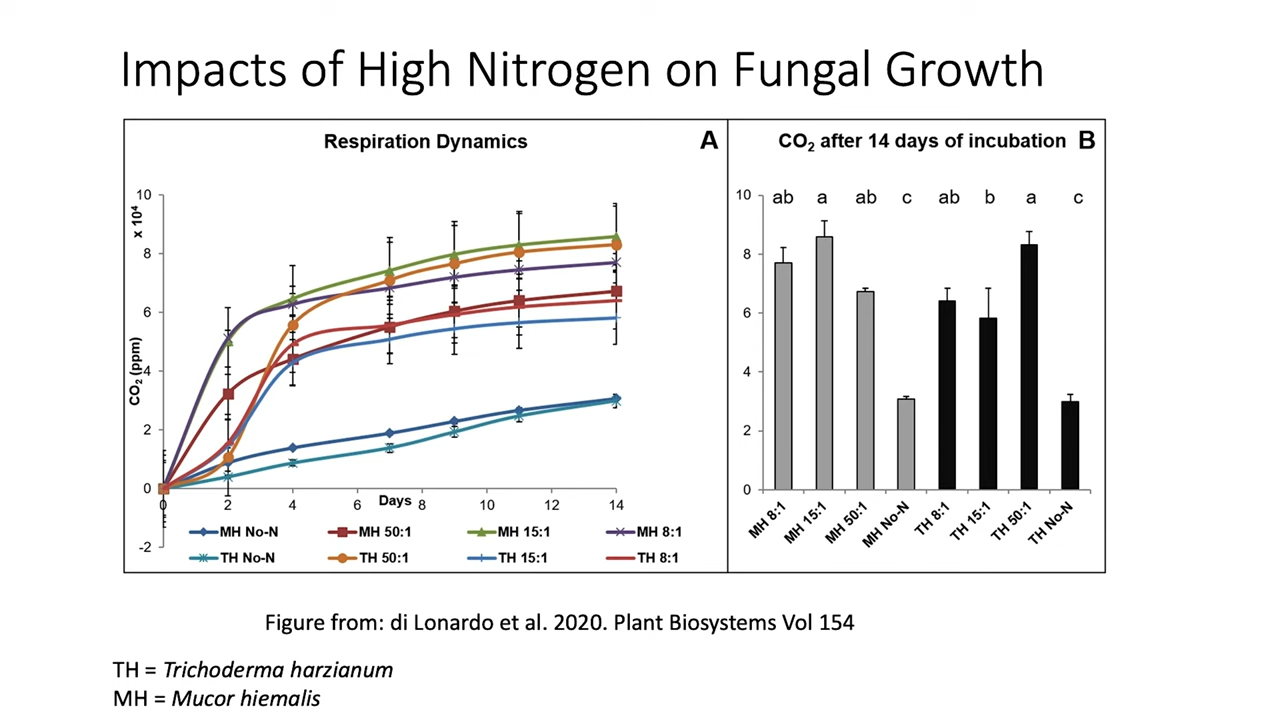 Impacts of High Nitrogen on Fungal Growth
Respiration Dynamics
A
10
8
6
4
2
0
-2
x 10⁴
CO₂ (ppm)
0 2 4 6 8 10 12 14
Days
MH No-N MH 50:1 MH 15:1 MH 8:1
TH No-N TH 50:1 TH 15:1 TH 8:1
CO₂ after 14 days of incubation
B
10
8
6
4
2
0
ab a ab c ab b a c
MH 8:1
MH 15:1
MH 50:1
MH No-N
TH 8:1
TH 15:1
TH 50:1
TH No-N
Figure from: di Lonardo et al. 2020. Plant Biosystems Vol 154
TH = Trichoderma harzianum
MH = Mucor hiemalis